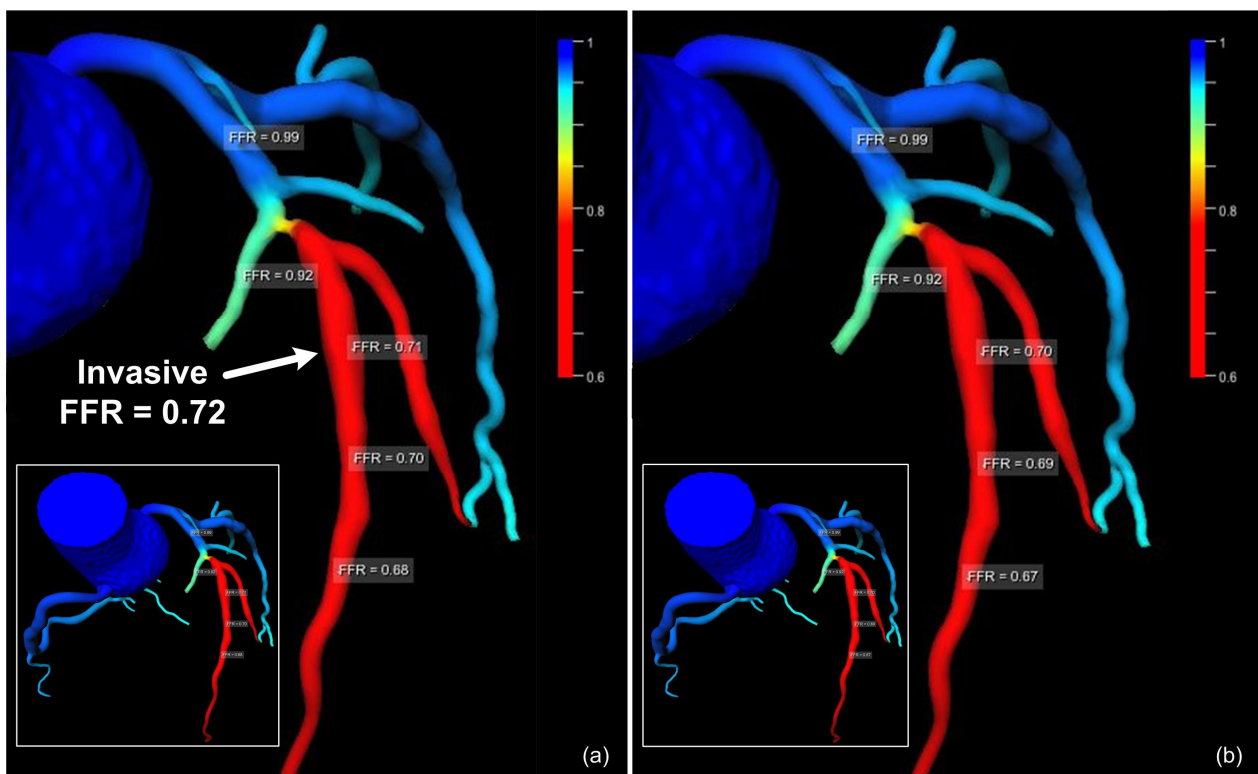 1
FFR = 0.99
0.8
FFR = 0.92
FFR = 0.71
0.6
Invasive
FFR = 0.72
FFR = 0.70
FFR = 0.68
(a)
1
FFR = 0.99
0.8
FFR = 0.92
FFR = 0.70
0.6
FFR = 0.69
FFR = 0.67
(b)